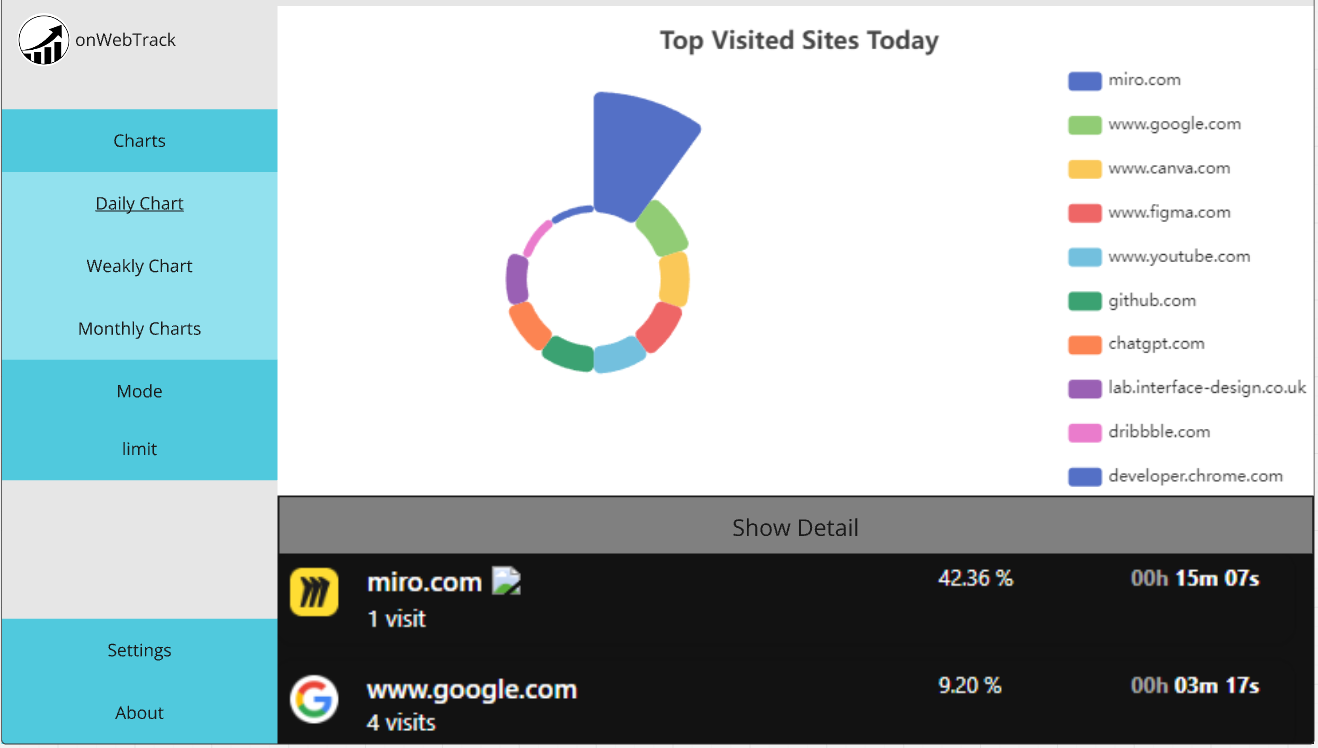 onWebTrack
Charts
Daily Chart
Weakly Chart
Monthly Charts
Mode
limit
Settings
About
Top Visited Sites Today
miro.com
www.google.com
www.canva.com
www.figma.com
www.youtube.com
github.com
chatgpt.com
lab.interface-design.co.uk
dribbble.com
developer.chrome.com
Show Detail
miro.com 42.36 % 00h 15m 07s
1 visit
www.google.com 9.20 % 00h 03m 17s
4 visits